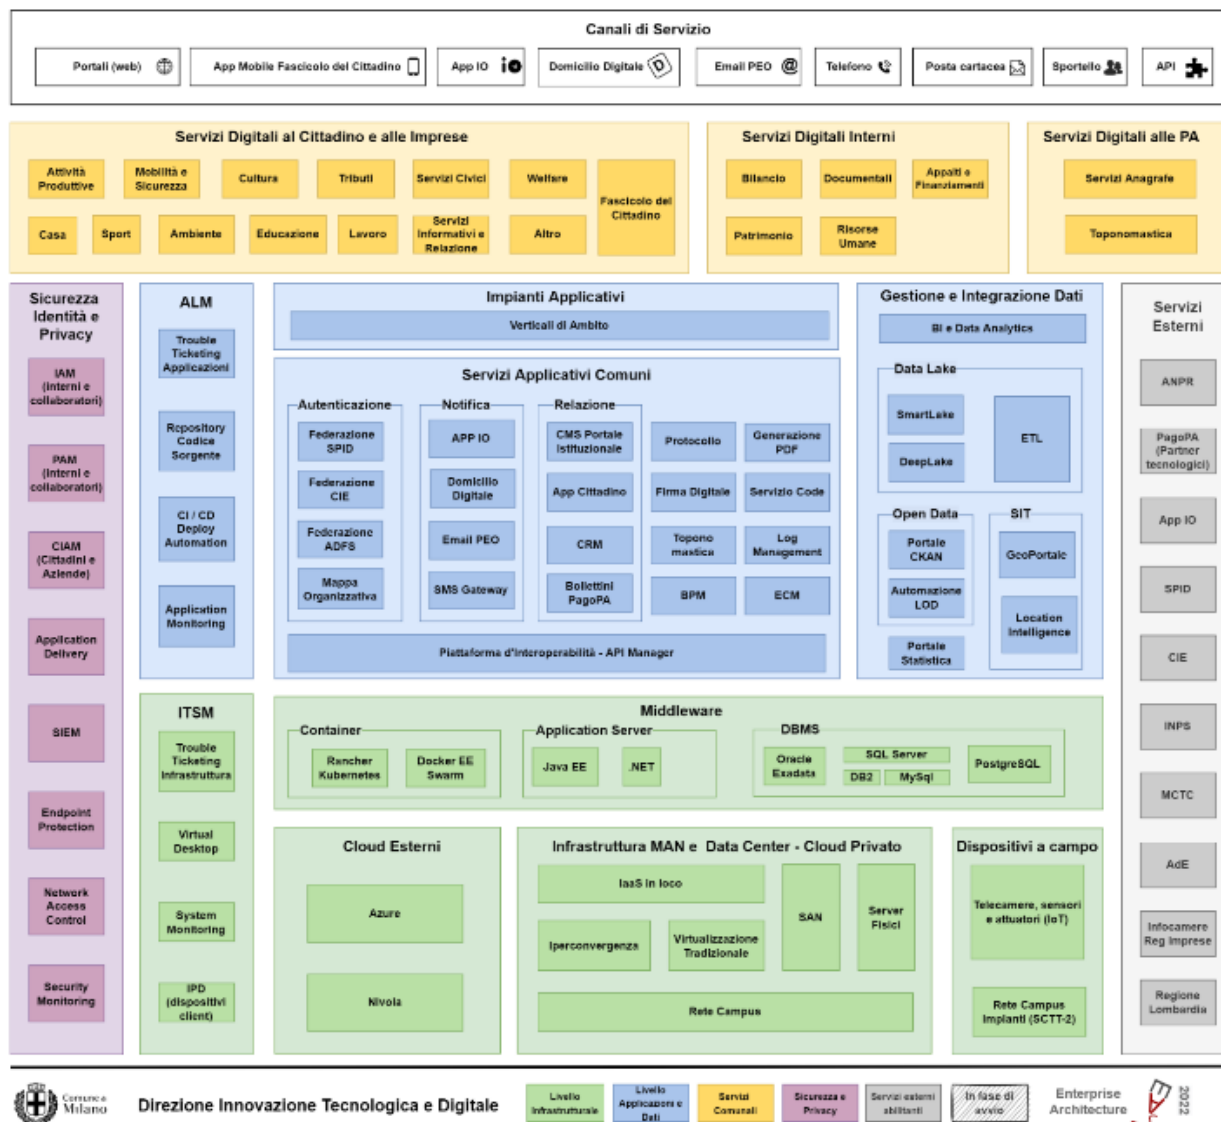 Canali di Servizio
Portali (web)
App Mobile Fascicolo del Cittadino
App IO
Domicilio Digitale
D
Email PEO
@
Telefono
Posta cartacea
Sportello
API
Servizi Digitali al Cittadino e alle Imprese
Attività
Produttive
Mobilità e
Sicurezza
Cultura
Tributi
Servizi Civici
Welfare
Fascicolo del
Cittadino
Casa
Sport
Ambiente
Educazione
Lavoro
Servizi
Informativi e
Relazione
Altro
Servizi Digitali Interni
Bilancio
Documentali
Appalti e
Finanziamenti
Patrimonio
Risorse
Umane
Servizi Digitali alle PA
Servizi Anagrafe
Toponomastica
Sicurezza
Identità e
Privacy
IAM
(interni e
collaboratori)
PAM
(interni e
collaboratori)
CIAM
(Cittadini e
Aziende)
Application
Delivery
SIEM
Endpoint
Protection
Network
Access
Control
Security
Monitoring
ALM
Trouble
Ticketing
Applicazioni
Repository
Codice
Sorgente
CI / CD
Deploy
Automation
Application
Monitoring
Impianti Applicativi
Verticali di Ambito
Servizi Applicativi Comuni
Autenticazione
Federazione
SPID
Federazione
CIE
Federazione
ADFS
Mappa
Organizzativa
Notifica
APP IO
Domicilio
Digitale
Email PEO
SMS Gateway
Relazione
CMS Portale
Istituzionale
App Cittadino
CRM
Bollettini
PagoPA
Protocollo
Firma Digitale
Topono
mastica
BPM
Generazione
PDF
Servizio Code
Log
Management
ECM
Piattaforma d'Interoperabilità - API Manager
Gestione e Integrazione Dati
BI e Data Analytics
Data Lake
SmartLake
DeepLake
ETL
Open Data
Portale
CKAN
Automazione
LOD
Portale
Statistica
SIT
GeoPortale
Location
Intelligence
Servizi
Esterni
ANPR
PagoPA
(Partner
tecnologici)
App IO
SPID
CIE
INPS
MCTC
AdE
Infocamere
Reg Imprese
Regione
Lombardia
ITSM
Trouble
Ticketing
Infrastruttura
Virtual
Desktop
System
Monitoring
IPD
(dispositivi
client)
Middleware
Container
Rancher
Kubernetes
Docker EE
Swarm
Application Server
Java EE
.NET
DBMS
Oracle
Exadata
SQL Server
DB2
MySql
PostgreSQL
Cloud Esterni
Azure
Nivola
Infrastruttura MAN e Data Center - Cloud Privato
IaaS in loco
Iperconvergenza
Virtualizzazione
Tradizionale
SAN
Server
Fisici
Rete Campus
Dispositivi a campo
Telecamere, sensori
e attuatori (IoT)
Rete Campus
Impianti (SCTT-2)
Comune di
Milano
Direzione Innovazione Tecnologica e Digitale
Livello
Infrastrutturale
Livello
Applicazioni e
Dati
Servizi
Comunali
Sicurezza e
Privacy
Servizi esterni
abilitanti
In fase di
avvio
Enterprise
Architecture
2022